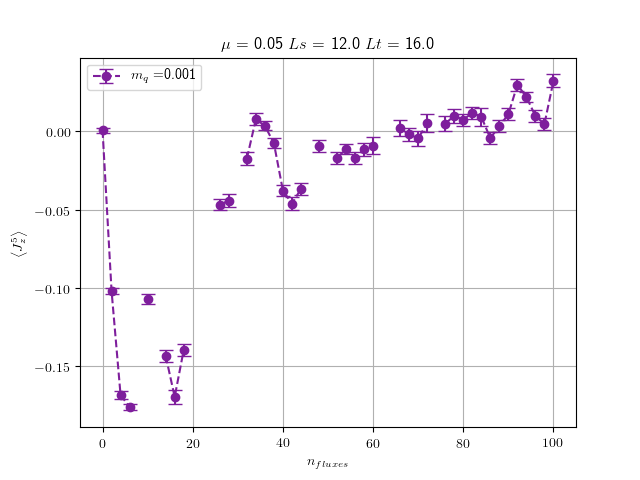 μ = 0.05 Ls = 12.0 Lt = 16.0
m_q =0.001
0.00
−0.05
−0.10
−0.15
⟨J_z^5⟩
0 20 40 60 80 100
n_fluxes